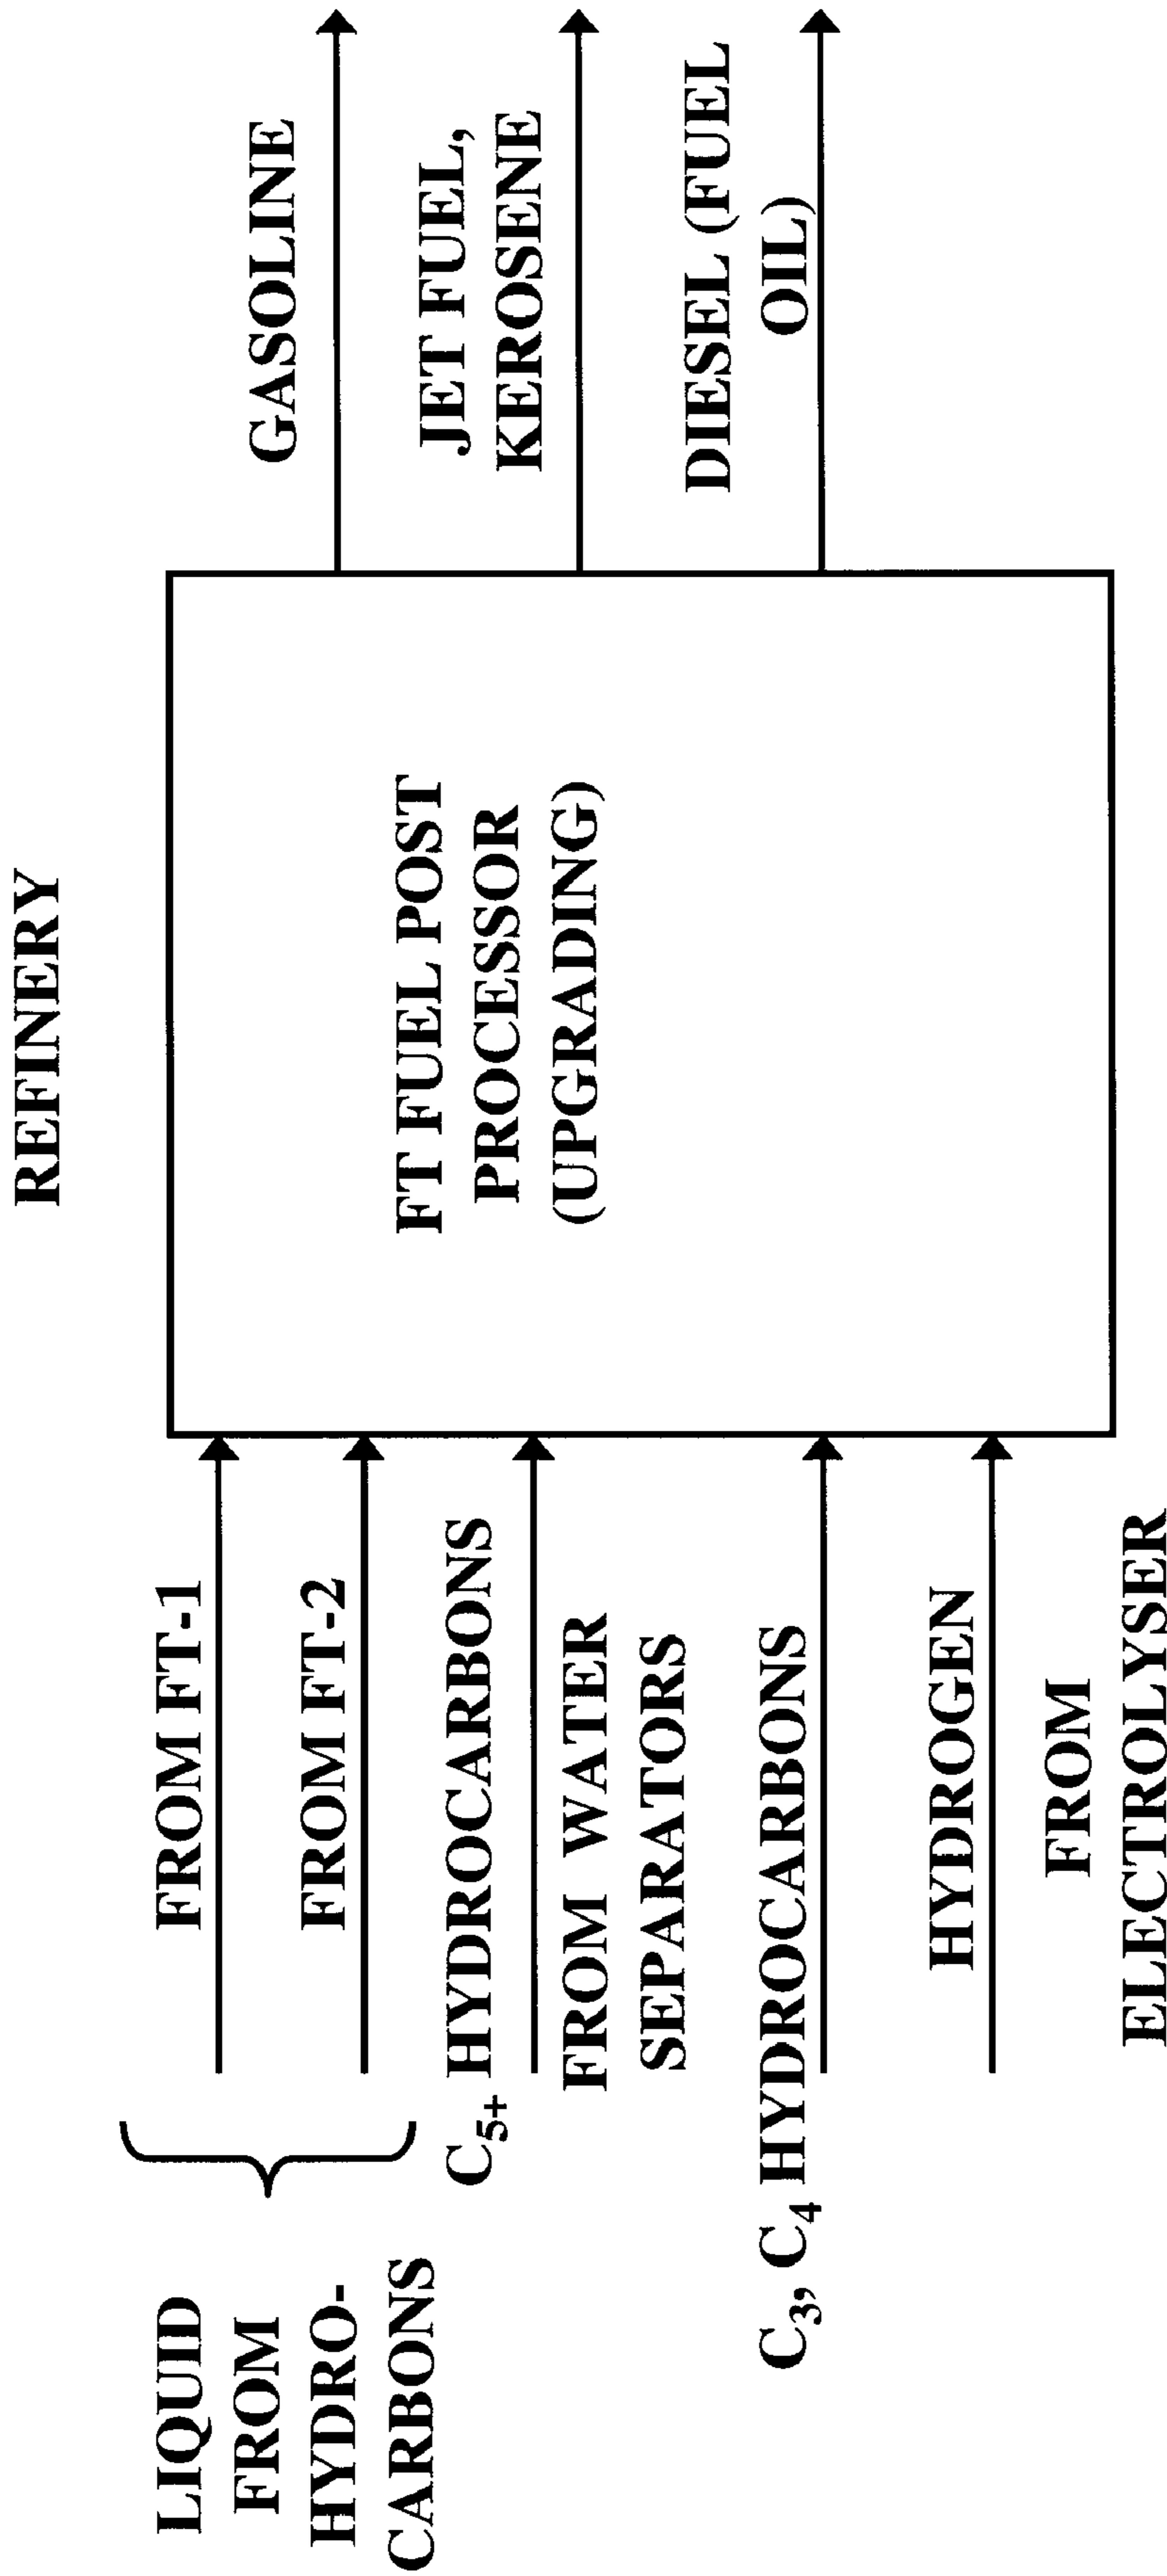 REFINERY
LIQUID
FROM
HYDRO-
CARBONS
FROM FT-1
FROM FT-2
C5+ HYDROCARBONS
FROM WATER
SEPARATORS
C3, C4 HYDROCARBONS
HYDROGEN
FROM
ELECTROLYSER
FT FUEL POST
PROCESSOR
(UPGRADING)
GASOLINE
JET FUEL,
KEROSENE
DIESEL (FUEL
OIL)